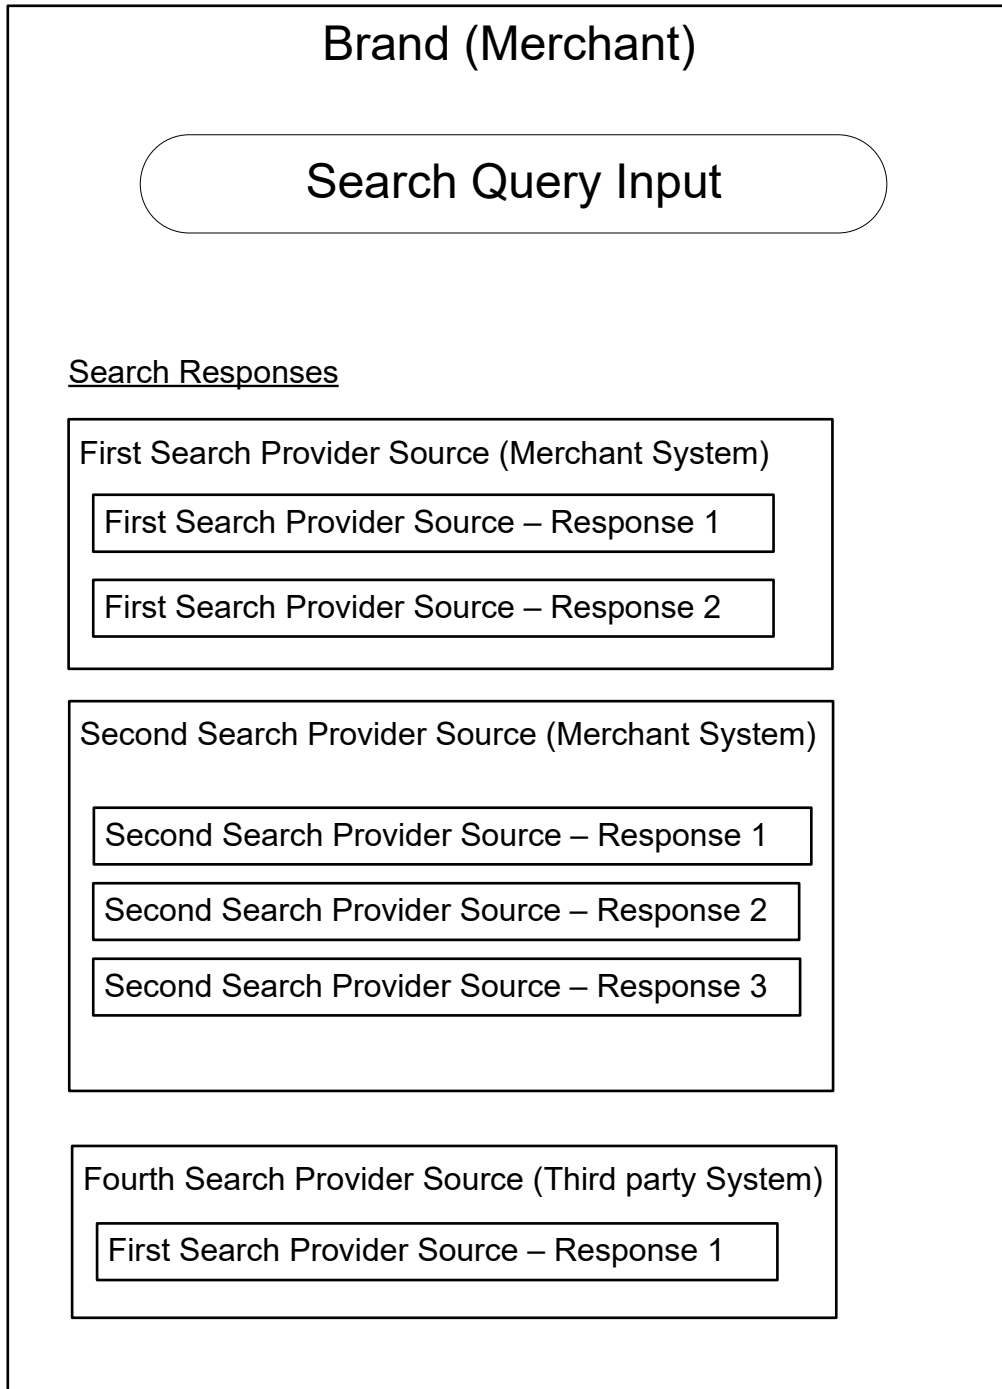 Brand (Merchant)
Search Query Input
Search Responses
First Search Provider Source (Merchant System)
First Search Provider Source – Response 1
First Search Provider Source – Response 2
Second Search Provider Source (Merchant System)
Second Search Provider Source – Response 1
Second Search Provider Source – Response 2
Second Search Provider Source – Response 3
Fourth Search Provider Source (Third party System)
First Search Provider Source – Response 1